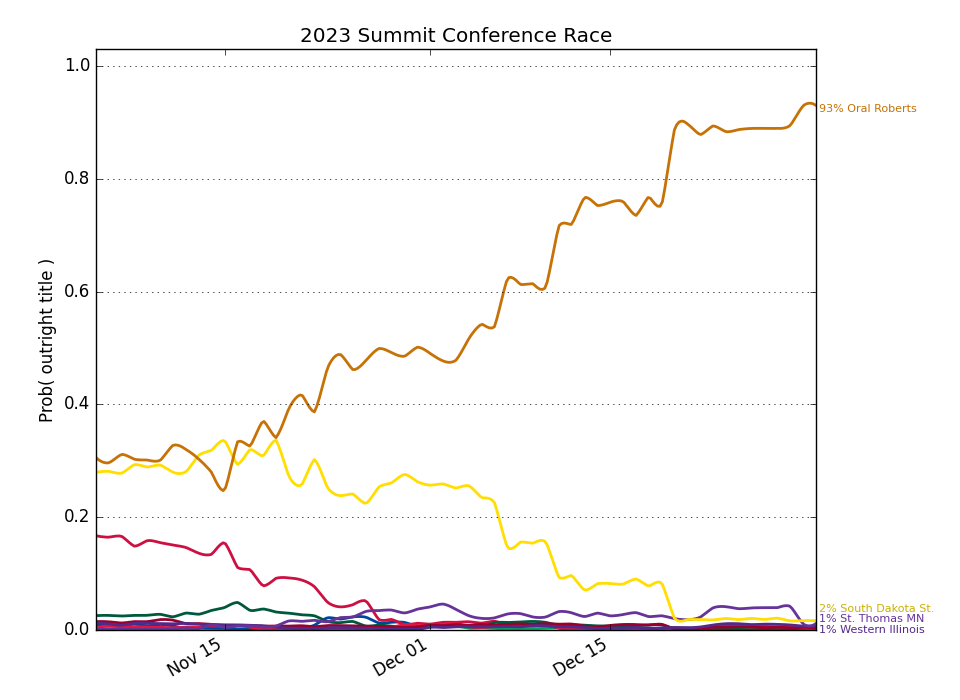 2023 Summit Conference Race
Prob( outright title )
1.0
0.8
0.6
0.4
0.2
0.0
Nov 15
Dec 01
Dec 15
93% Oral Roberts
2% South Dakota St.
1% St. Thomas MN
1% Western Illinois